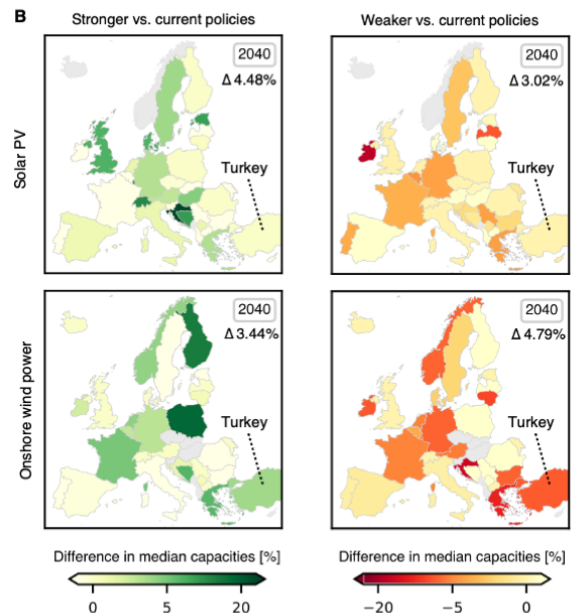 B
Stronger vs. current policies
Weaker vs. current policies
Solar PV
2040
Δ 4.48%
Turkey
2040
Δ 3.02%
Turkey
Onshore wind power
2040
Δ 3.44%
Turkey
2040
Δ 4.79%
Turkey
Difference in median capacities [%]
0 5 20
Difference in median capacities [%]
−20 −5 0